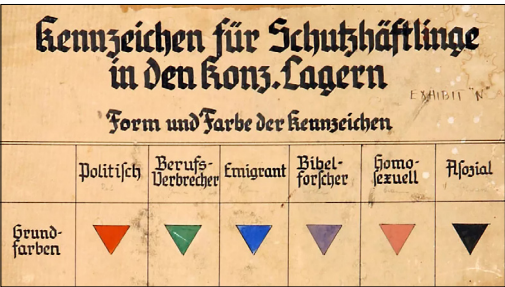 Kennzeichen für Schutzhäftlinge
in den Konz.Lagern
EXHIBIT "N"
Form und Farbe der Kennzeichen
Politisch
Berufs-
Verbrecher
Emigrant
Bibel-
forscher
Homo-
sexuell
Asozial
Grund-
farben